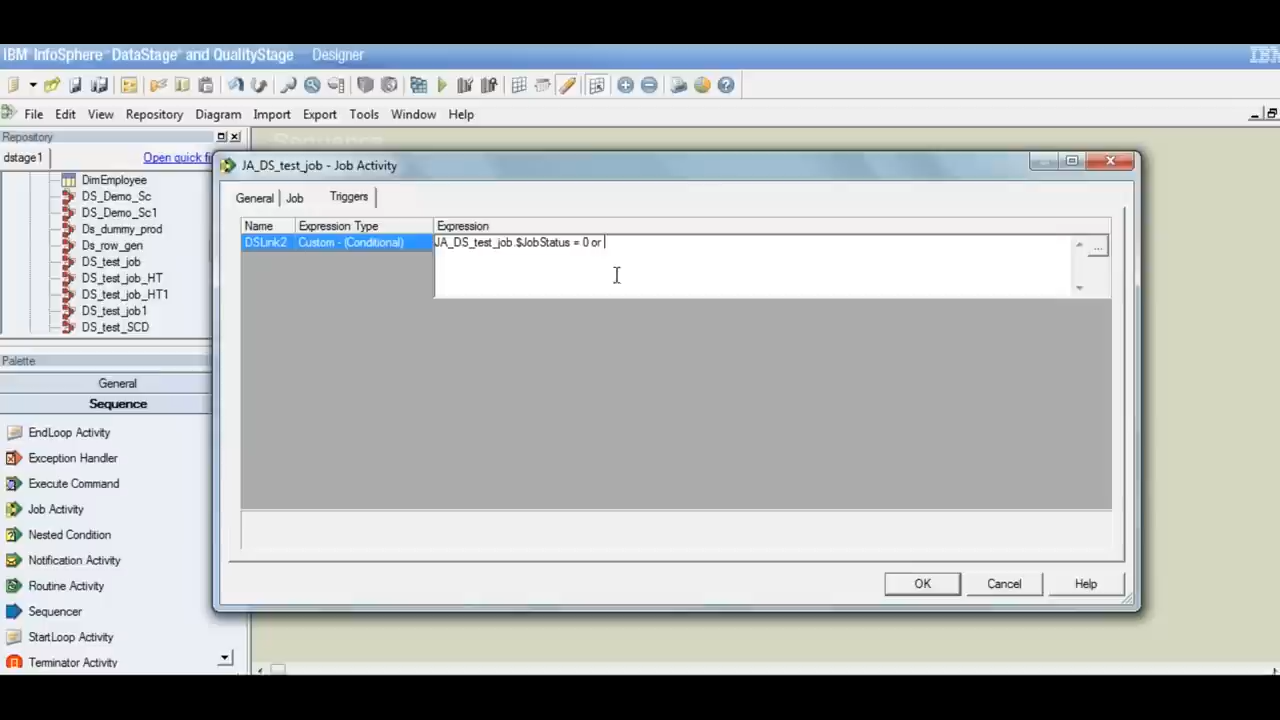 IBM InfoSphere DataStage and QualityStage Designer
IBM
File Edit View Repository Diagram Import Export Tools Window Help
Repository
dstage1
Open quick fi
DimEmployee
DS_Demo_Sc
DS_Demo_Sc1
Ds_dummy_prod
Ds_row_gen
DS_test_job
DS_test_job_HT
DS_test_job_HT1
DS_test_job1
DS_test_SCD
Palette
General
Sequence
EndLoop Activity
Exception Handler
Execute Command
Job Activity
Nested Condition
Notification Activity
Routine Activity
Sequencer
StartLoop Activity
Terminator Activity
Sequence
JA_DS_test_job - Job Activity
General Job Triggers
Name Expression Type Expression
DSLink2 Custom - (Conditional) JA_DS_test_job.$JobStatus = 0 or
...
OK Cancel Help